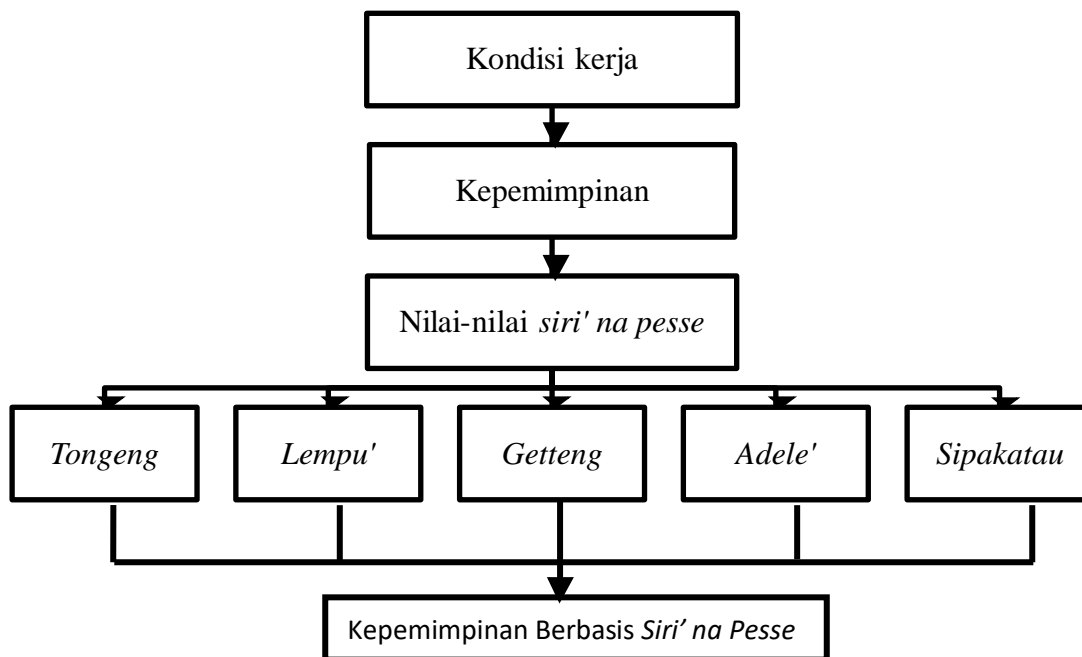 Kondisi kerja
Kepemimpinan
Nilai-nilai siri' na pesse
Tongeng
Lempu'
Getteng
Adele'
Sipakatau
Kepemimpinan Berbasis Siri’ na Pesse